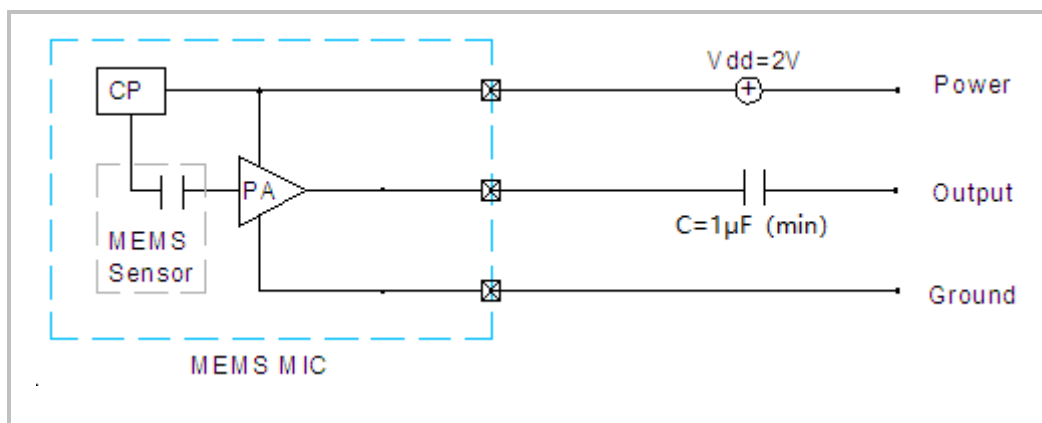 Vdd=2V
CP
Power
PA
Output
C=1μF (min)
MEMS
Sensor
Ground
MEMS MIC